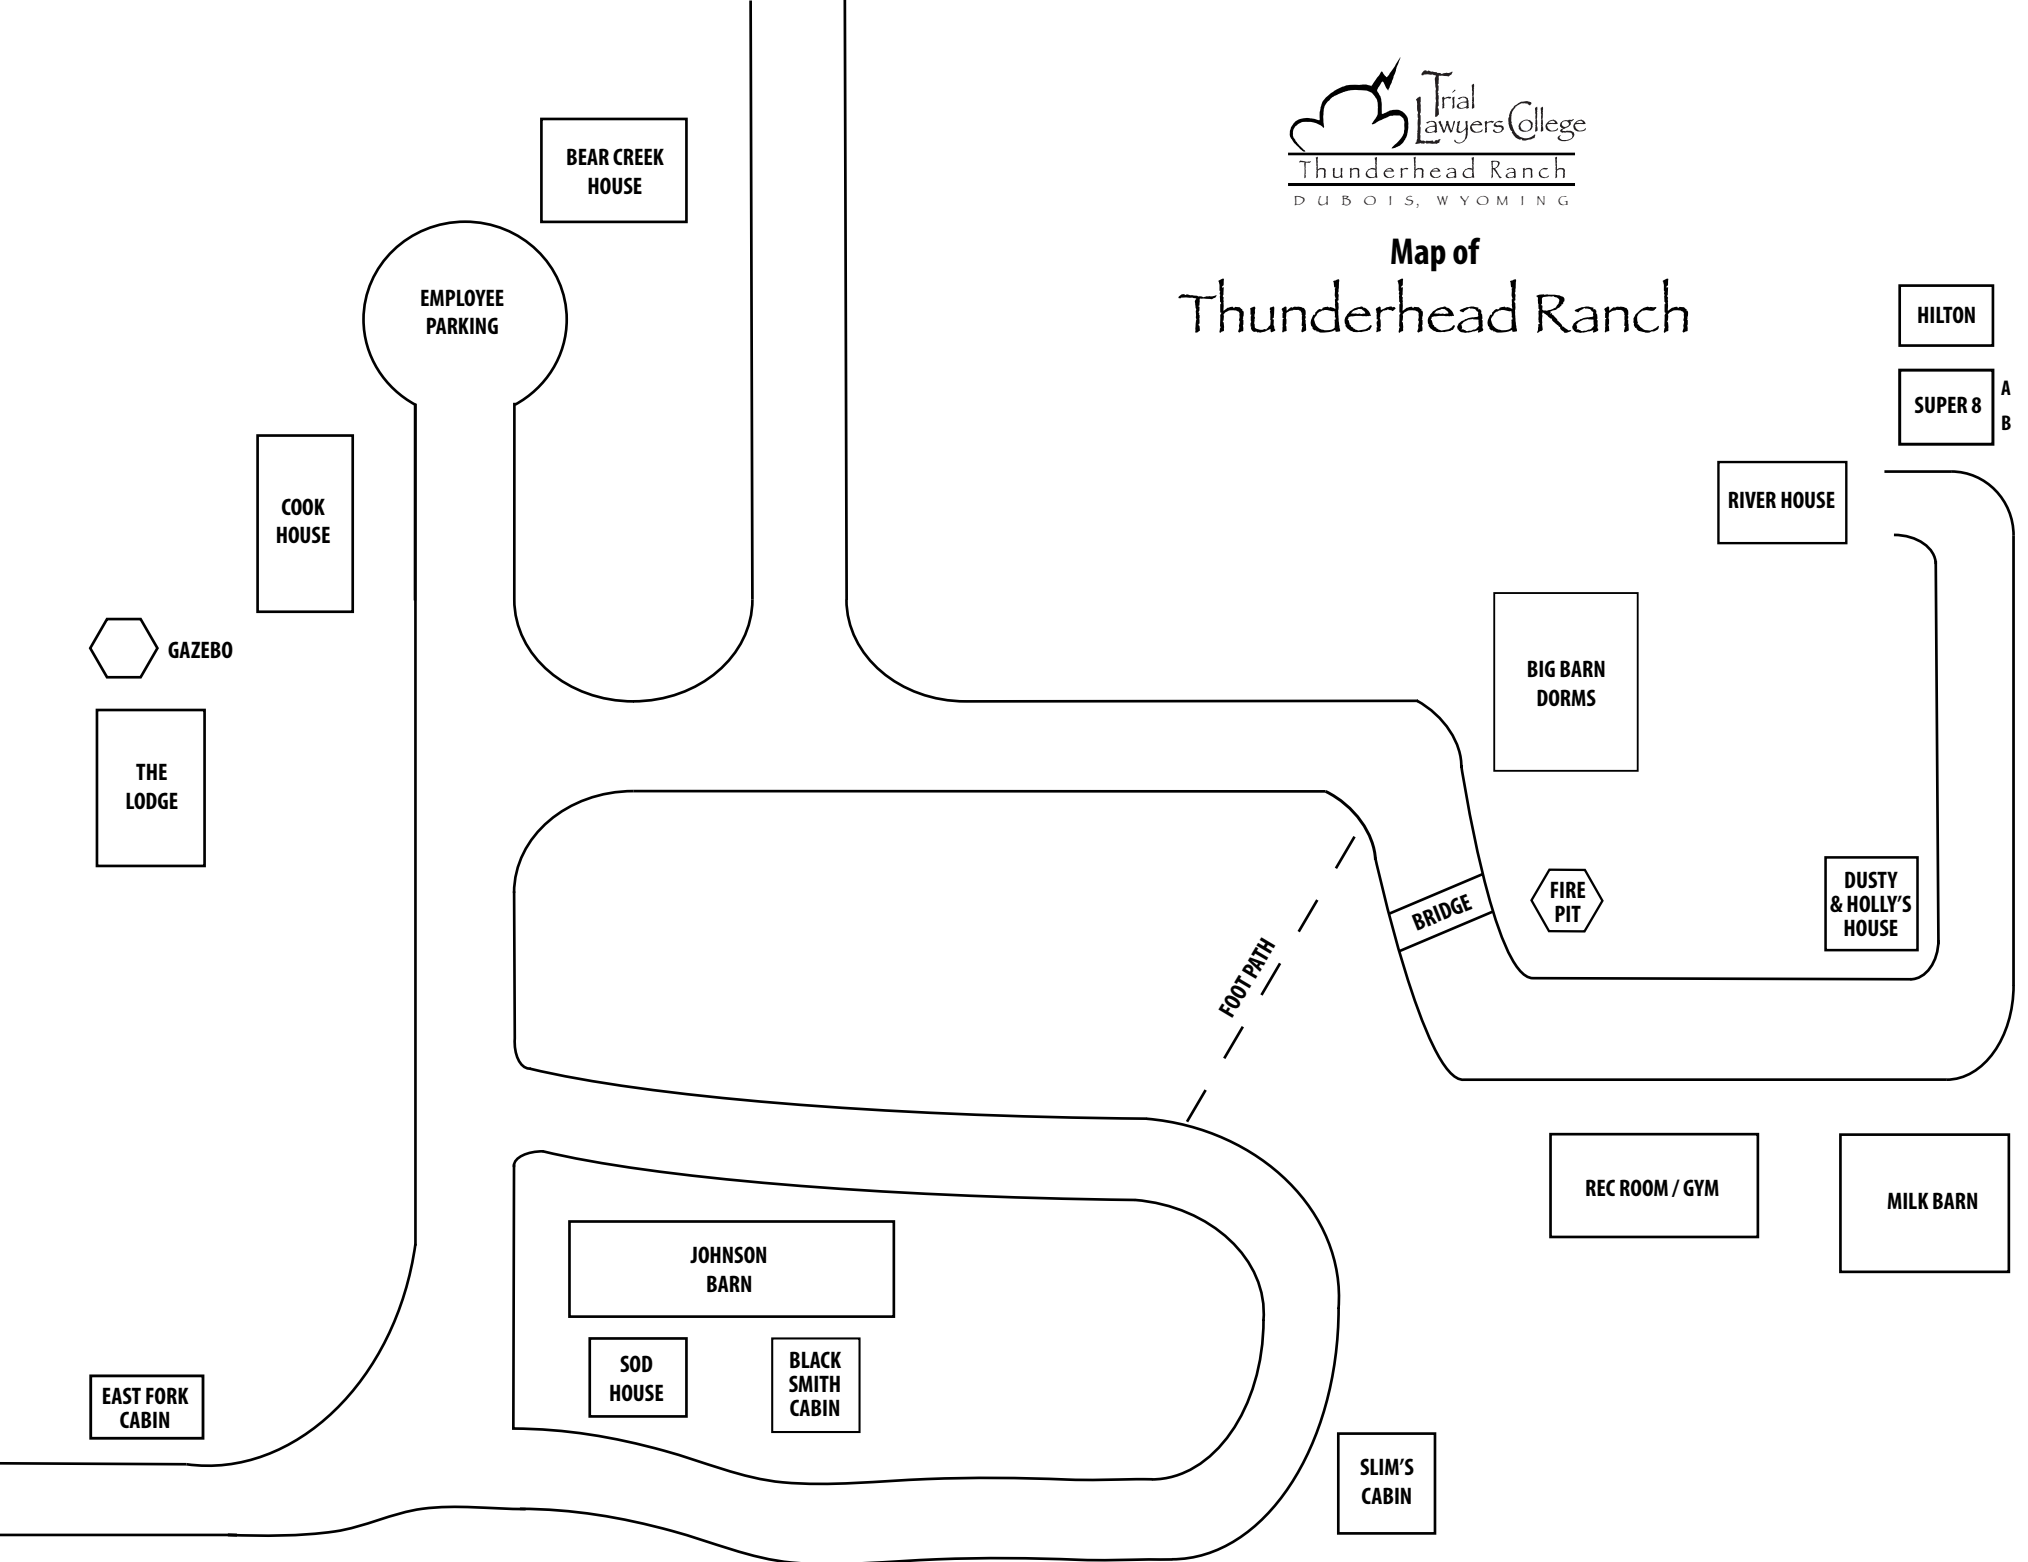 Trial
Lawyers College
Thunderhead Ranch
DUBOIS, WYOMING
Map of
Thunderhead Ranch
BEAR CREEK
HOUSE
EMPLOYEE
PARKING
HILTON
SUPER 8
A
B
COOK
HOUSE
RIVER HOUSE
GAZEBO
BIG BARN
DORMS
THE
LODGE
FIRE
PIT
DUSTY
& HOLLY'S
HOUSE
BRIDGE
FOOT PATH
REC ROOM / GYM
MILK BARN
JOHNSON
BARN
SOD
HOUSE
BLACK
SMITH
CABIN
EAST FORK
CABIN
SLIM'S
CABIN